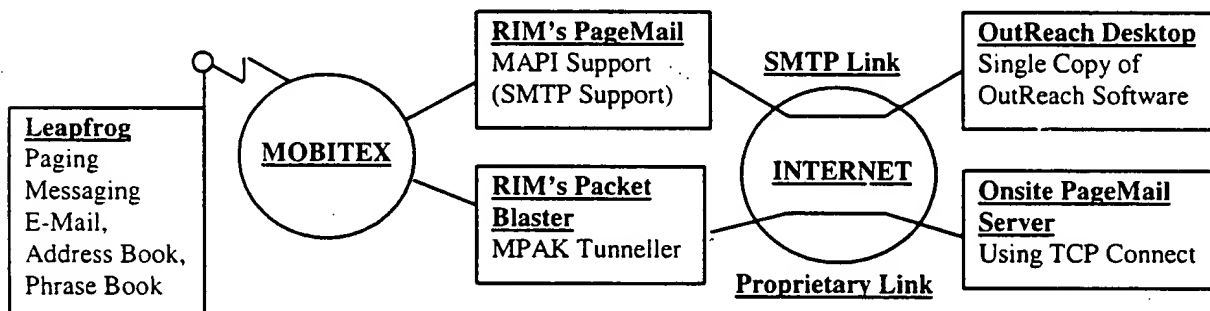 Leapfrog
Paging
Messaging
E-Mail,
Address Book,
Phrase Book
MOBITEX
RIM's PageMail
MAPI Support
(SMTP Support)
RIM's Packet
Blaster
MPAK Tunneller
SMTP Link
INTERNET
Proprietary Link
OutReach Desktop
Single Copy of
OutReach Software
Onsite PageMail
Server
Using TCP Connect